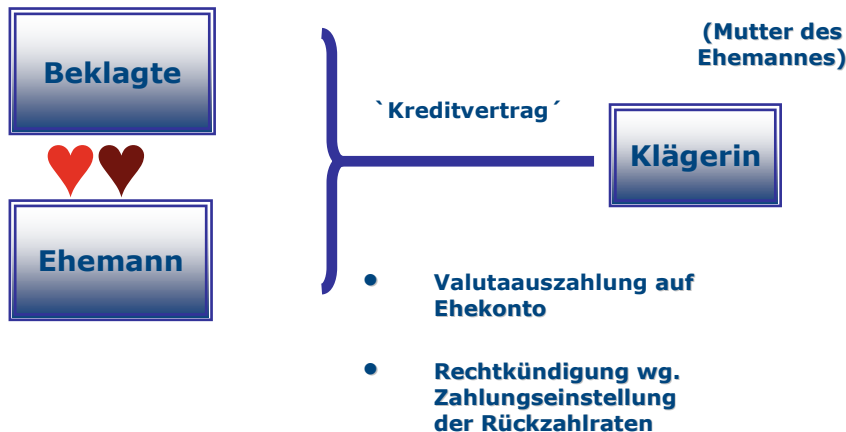 Beklagte
Ehemann
`Kreditvertrag´
(Mutter des
Ehemannes)
Klägerin
• Valutaauszahlung auf
Ehekonto
• Rechtkündigung wg.
Zahlungseinstellung
der Rückzahlraten